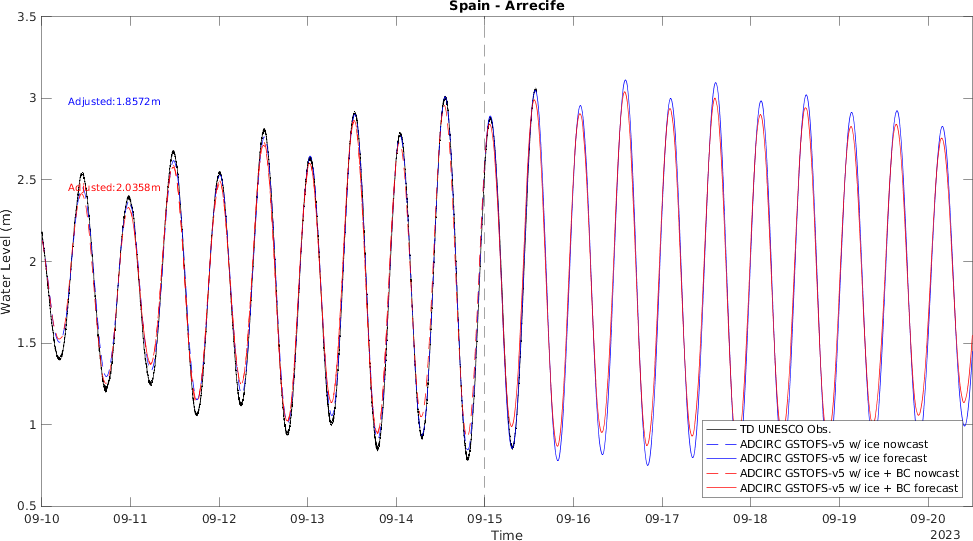 Spain - Arrecife
3.5
3
2.5
2
1.5
1
0.5
Water Level (m)
Adjusted:1.8572m
Adjusted:2.0358m
TD UNESCO Obs.
ADCIRC GSTOFS-v5 w/ ice nowcast
ADCIRC GSTOFS-v5 w/ ice forecast
ADCIRC GSTOFS-v5 w/ ice + BC nowcast
ADCIRC GSTOFS-v5 w/ ice + BC forecast
09-10 09-11 09-12 09-13 09-14 09-15 09-16 09-17 09-18 09-19 09-20
Time
2023